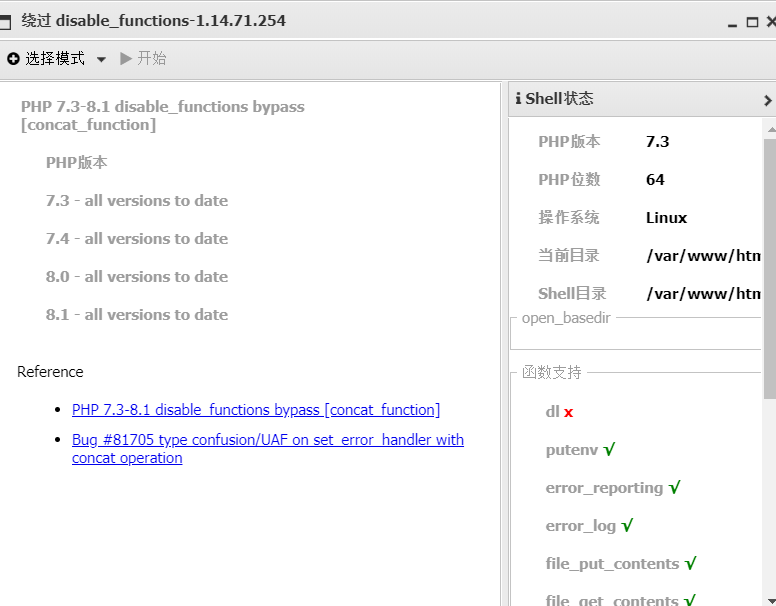 绕过 disable_functions-1.14.71.254
选择模式 开始
PHP 7.3-8.1 disable_functions bypass
[concat_function]
PHP版本
7.3 - all versions to date
7.4 - all versions to date
8.0 - all versions to date
8.1 - all versions to date
Reference
PHP 7.3-8.1 disable_functions bypass [concat_function]
Bug #81705 type confusion/UAF on set_error_handler with
concat operation
Shell状态
PHP版本 7.3
PHP位数 64
操作系统 Linux
当前目录 /var/www/htm
Shell目录 /var/www/htm
open_basedir
函数支持
dl x
putenv √
error_reporting √
error_log √
file_put_contents √
file_get_contents √